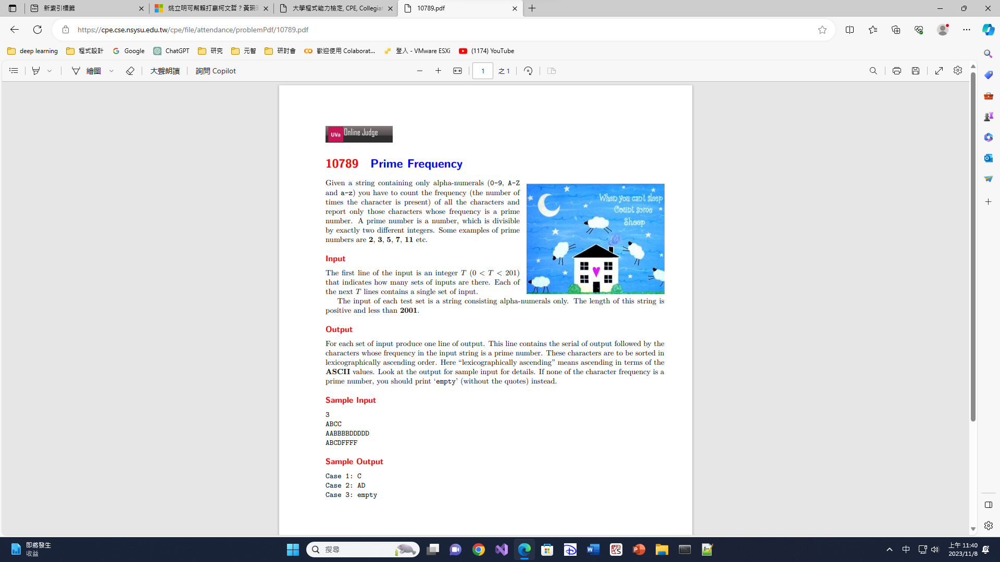 新索引標籤
姚立明可幫賴打贏柯文哲？黃珊
大學程式能力檢定, CPE, Collegiat
10789.pdf
https://cpe.cse.nsysu.edu.tw/cpe/file/attendance/problemPdf/10789.pdf
deep learning
程式設計
Google
ChatGPT
研究
元智
研討會
歡迎使用 Colaborat...
登入 - VMware ESXi
(1174) YouTube
繪圖
大聲朗讀
詢問 Copilot
1
之 1
UVa Online Judge
10789 Prime Frequency
Given a string containing only alpha-numerals (0-9, A-Z
and a-z) you have to count the frequency (the number of
times the character is present) of all the characters and
report only those characters whose frequency is a prime
number. A prime number is a number, which is divisible
by exactly two different integers. Some examples of prime
numbers are 2, 3, 5, 7, 11 etc.
When you can't sleep
Count some
Sheep
Input
The first line of the input is an integer T (0 < T < 201)
that indicates how many sets of inputs are there. Each of
the next T lines contains a single set of input.
The input of each test set is a string consisting alpha-numerals only. The length of this string is
positive and less than 2001.
Output
For each set of input produce one line of output. This line contains the serial of output followed by the
characters whose frequency in the input string is a prime number. These characters are to be sorted in
lexicographically ascending order. Here “lexicographically ascending” means ascending in terms of the
ASCII values. Look at the output for sample input for details. If none of the character frequency is a
prime number, you should print ‘empty’ (without the quotes) instead.
Sample Input
3
ABCC
AABBBBDDDDD
ABCDFFFF
Sample Output
Case 1: C
Case 2: AD
Case 3: empty
即將發生
收益
搜尋
中
上午 11:40
2023/11/8